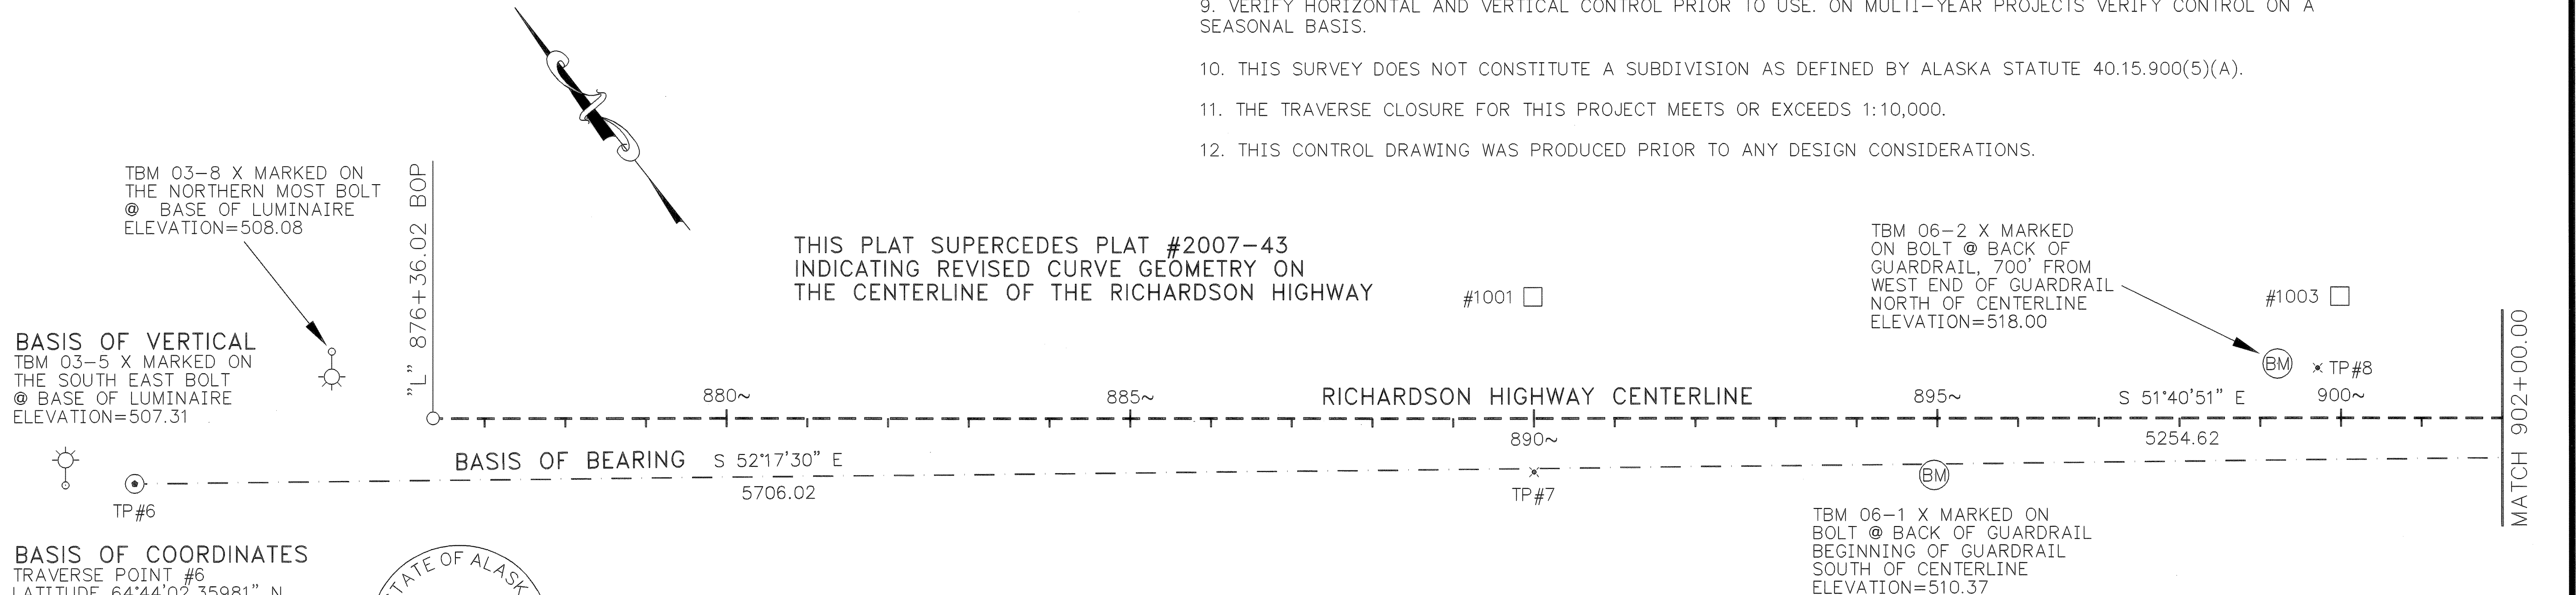 9. VERIFY HORIZONTAL AND VERTICAL CONTROL PRIOR TO USE. ON MULTI-YEAR PROJECTS VERIFY CONTROL ON A
SEASONAL BASIS.
10. THIS SURVEY DOES NOT CONSTITUTE A SUBDIVISION AS DEFINED BY ALASKA STATUTE 40.15.900(5)(A).
11. THE TRAVERSE CLOSURE FOR THIS PROJECT MEETS OR EXCEEDS 1:10,000.
12. THIS CONTROL DRAWING WAS PRODUCED PRIOR TO ANY DESIGN CONSIDERATIONS.
TBM 03-8 X MARKED ON
THE NORTHERN MOST BOLT
@ BASE OF LUMINAIRE
ELEVATION=508.08
"L" 876+36.02 BOP
THIS PLAT SUPERCEDES PLAT #2007-43
INDICATING REVISED CURVE GEOMETRY ON
THE CENTERLINE OF THE RICHARDSON HIGHWAY
#1001
TBM 06-2 X MARKED
ON BOLT @ BACK OF
GUARDRAIL, 700' FROM
WEST END OF GUARDRAIL
NORTH OF CENTERLINE
ELEVATION=518.00
#1003
BM
TP#8
MATCH 902+00.00
BASIS OF VERTICAL
TBM 03-5 X MARKED ON
THE SOUTH EAST BOLT
@ BASE OF LUMINAIRE
ELEVATION=507.31
880~
885~
RICHARDSON HIGHWAY CENTERLINE
895~
S 51°40'51" E
900~
890~
5254.62
BASIS OF BEARING S 52°17'30" E
5706.02
TP#6
TP#7
BM
TBM 06-1 X MARKED ON
BOLT @ BACK OF GUARDRAIL
BEGINNING OF GUARDRAIL
SOUTH OF CENTERLINE
ELEVATION=510.37
BASIS OF COORDINATES
TRAVERSE POINT #6
LATITUDE 64°44'02.35981" N
TATE OF ALASK